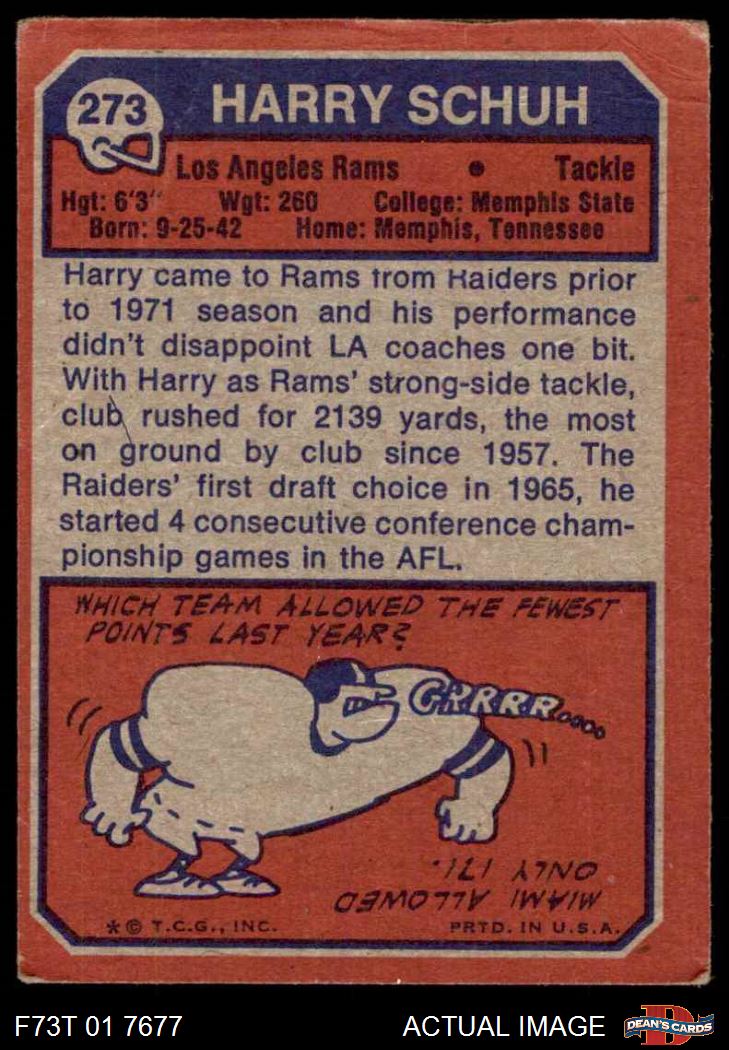 273
HARRY SCHUH
Los Angeles Rams • Tackle
Hgt: 6'3" Wgt: 260 College: Memphis State
Born: 9-25-42 Home: Memphis, Tennessee
Harry came to Rams from Raiders prior
to 1971 season and his performance
didn't disappoint LA coaches one bit.
With Harry as Rams' strong-side tackle,
club rushed for 2139 yards, the most
on ground by club since 1957. The
Raiders' first draft choice in 1965, he
started 4 consecutive conference cham-
pionship games in the AFL.
WHICH TEAM ALLOWED THE FEWEST
POINTS LAST YEAR?
GRRRR....
MIAMI ALLOWED
ONLY 171.
*© T.C.G., INC. PRTD. IN U.S.A.
F73T 01 7677 ACTUAL IMAGE
D
DEAN'S CARDS